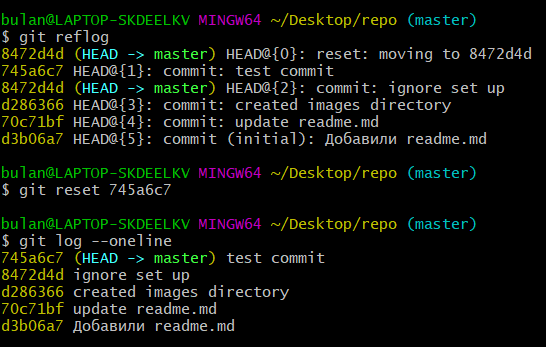 bulan@LAPTOP-SKDEELKV MINGW64 ~/Desktop/repo (master)
$ git reflog
8472d4d (HEAD -> master) HEAD@{0}: reset: moving to 8472d4d
745a6c7 HEAD@{1}: commit: test commit
8472d4d (HEAD -> master) HEAD@{2}: commit: ignore set up
d286366 HEAD@{3}: commit: created images directory
70c71bf HEAD@{4}: commit: update readme.md
d3b06a7 HEAD@{5}: commit (initial): Добавили readme.md
bulan@LAPTOP-SKDEELKV MINGW64 ~/Desktop/repo (master)
$ git reset 745a6c7
bulan@LAPTOP-SKDEELKV MINGW64 ~/Desktop/repo (master)
$ git log --oneline
745a6c7 (HEAD -> master) test commit
8472d4d ignore set up
d286366 created images directory
70c71bf update readme.md
d3b06a7 Добавили readme.md